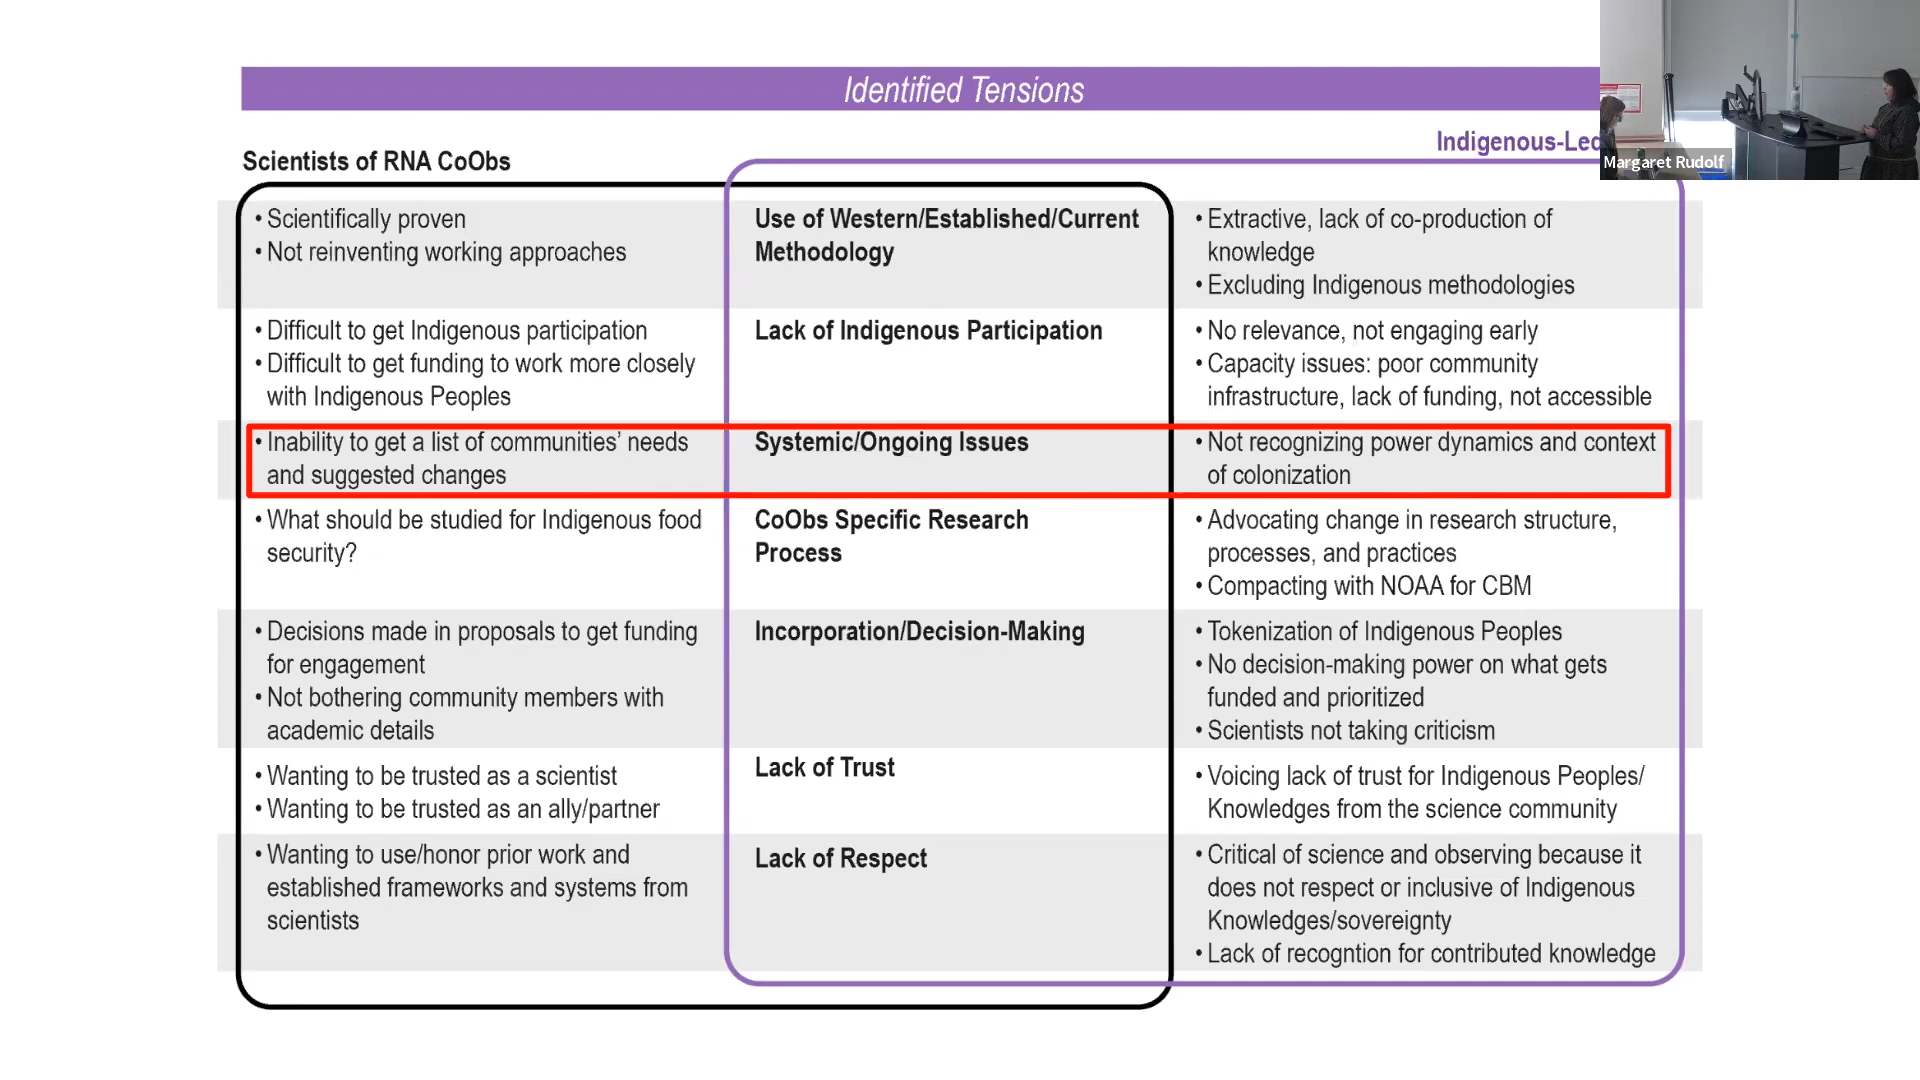 Identified Tensions
Indigenous-Led
Margaret Rudolf
Scientists of RNA CoObs
• Scientifically proven
• Not reinventing working approaches
Use of Western/Established/Current
Methodology
• Extractive, lack of co-production of
knowledge
• Excluding Indigenous methodologies
• Difficult to get Indigenous participation
• Difficult to get funding to work more closely
with Indigenous Peoples
Lack of Indigenous Participation
• No relevance, not engaging early
• Capacity issues: poor community
infrastructure, lack of funding, not accessible
• Inability to get a list of communities’ needs
and suggested changes
Systemic/Ongoing Issues
• Not recognizing power dynamics and context
of colonization
• What should be studied for Indigenous food
security?
CoObs Specific Research
Process
• Advocating change in research structure,
processes, and practices
• Compacting with NOAA for CBM
• Decisions made in proposals to get funding
for engagement
• Not bothering community members with
academic details
Incorporation/Decision-Making
• Tokenization of Indigenous Peoples
• No decision-making power on what gets
funded and prioritized
• Scientists not taking criticism
• Wanting to be trusted as a scientist
• Wanting to be trusted as an ally/partner
Lack of Trust
• Voicing lack of trust for Indigenous Peoples/
Knowledges from the science community
• Wanting to use/honor prior work and
established frameworks and systems from
scientists
Lack of Respect
• Critical of science and observing because it
does not respect or inclusive of Indigenous
Knowledges/sovereignty
• Lack of recogntion for contributed knowledge